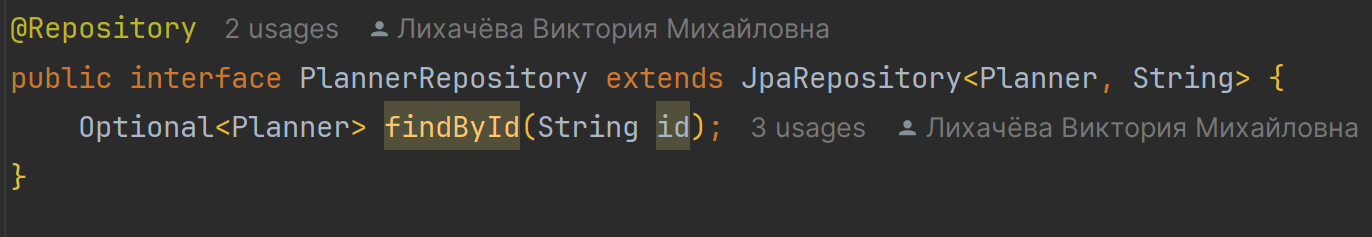 @Repository 2 usages Лихачёва Виктория Михайловна
public interface PlannerRepository extends JpaRepository<Planner, String> {
Optional<Planner> findById(String id); 3 usages Лихачёва Виктория Михайловна
}